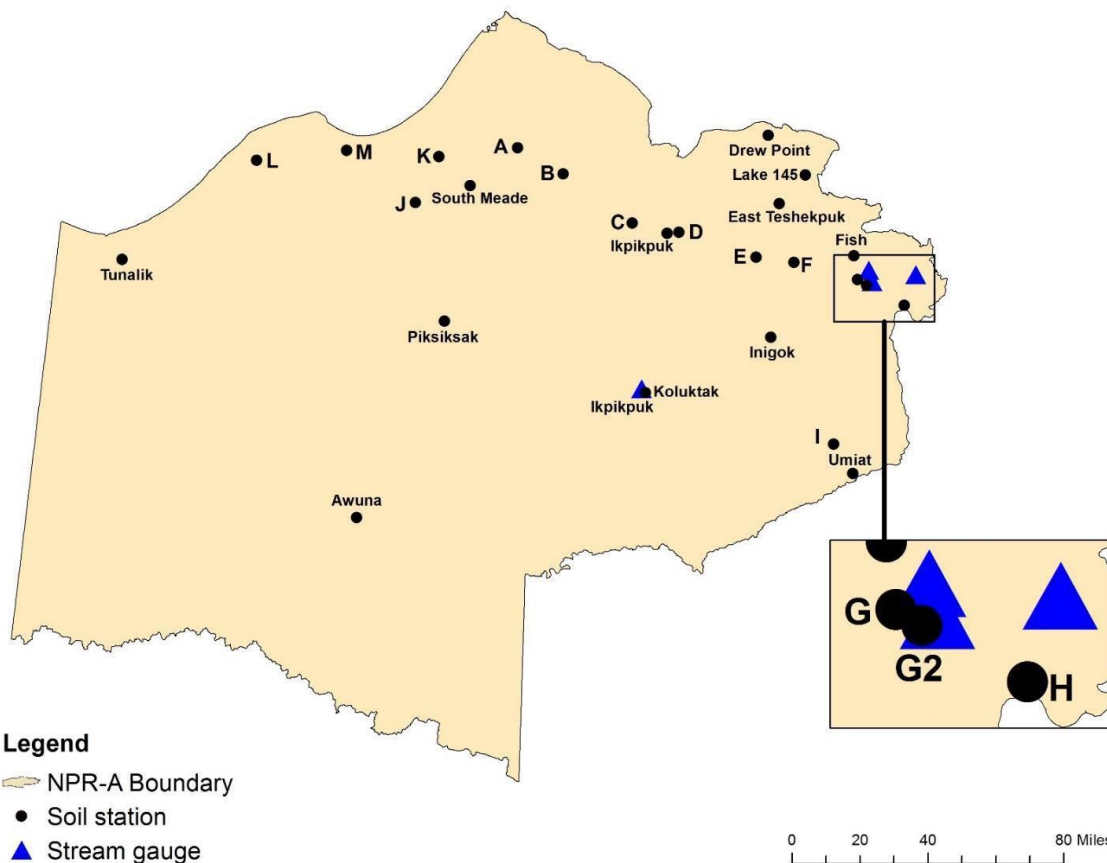 Drew Point
A
M
K
L
B
Lake 145
South Meade
J
East Teshekpuk
C
D
Ikpikpuk
Fish
E
F
Tunalik
Piksiksak
Inigok
Koluktak
Ikpikpuk
I
Umiat
Awuna
G
G2
H
Legend
NPR-A Boundary
Soil station
Stream gauge
0 20 40 80 Miles